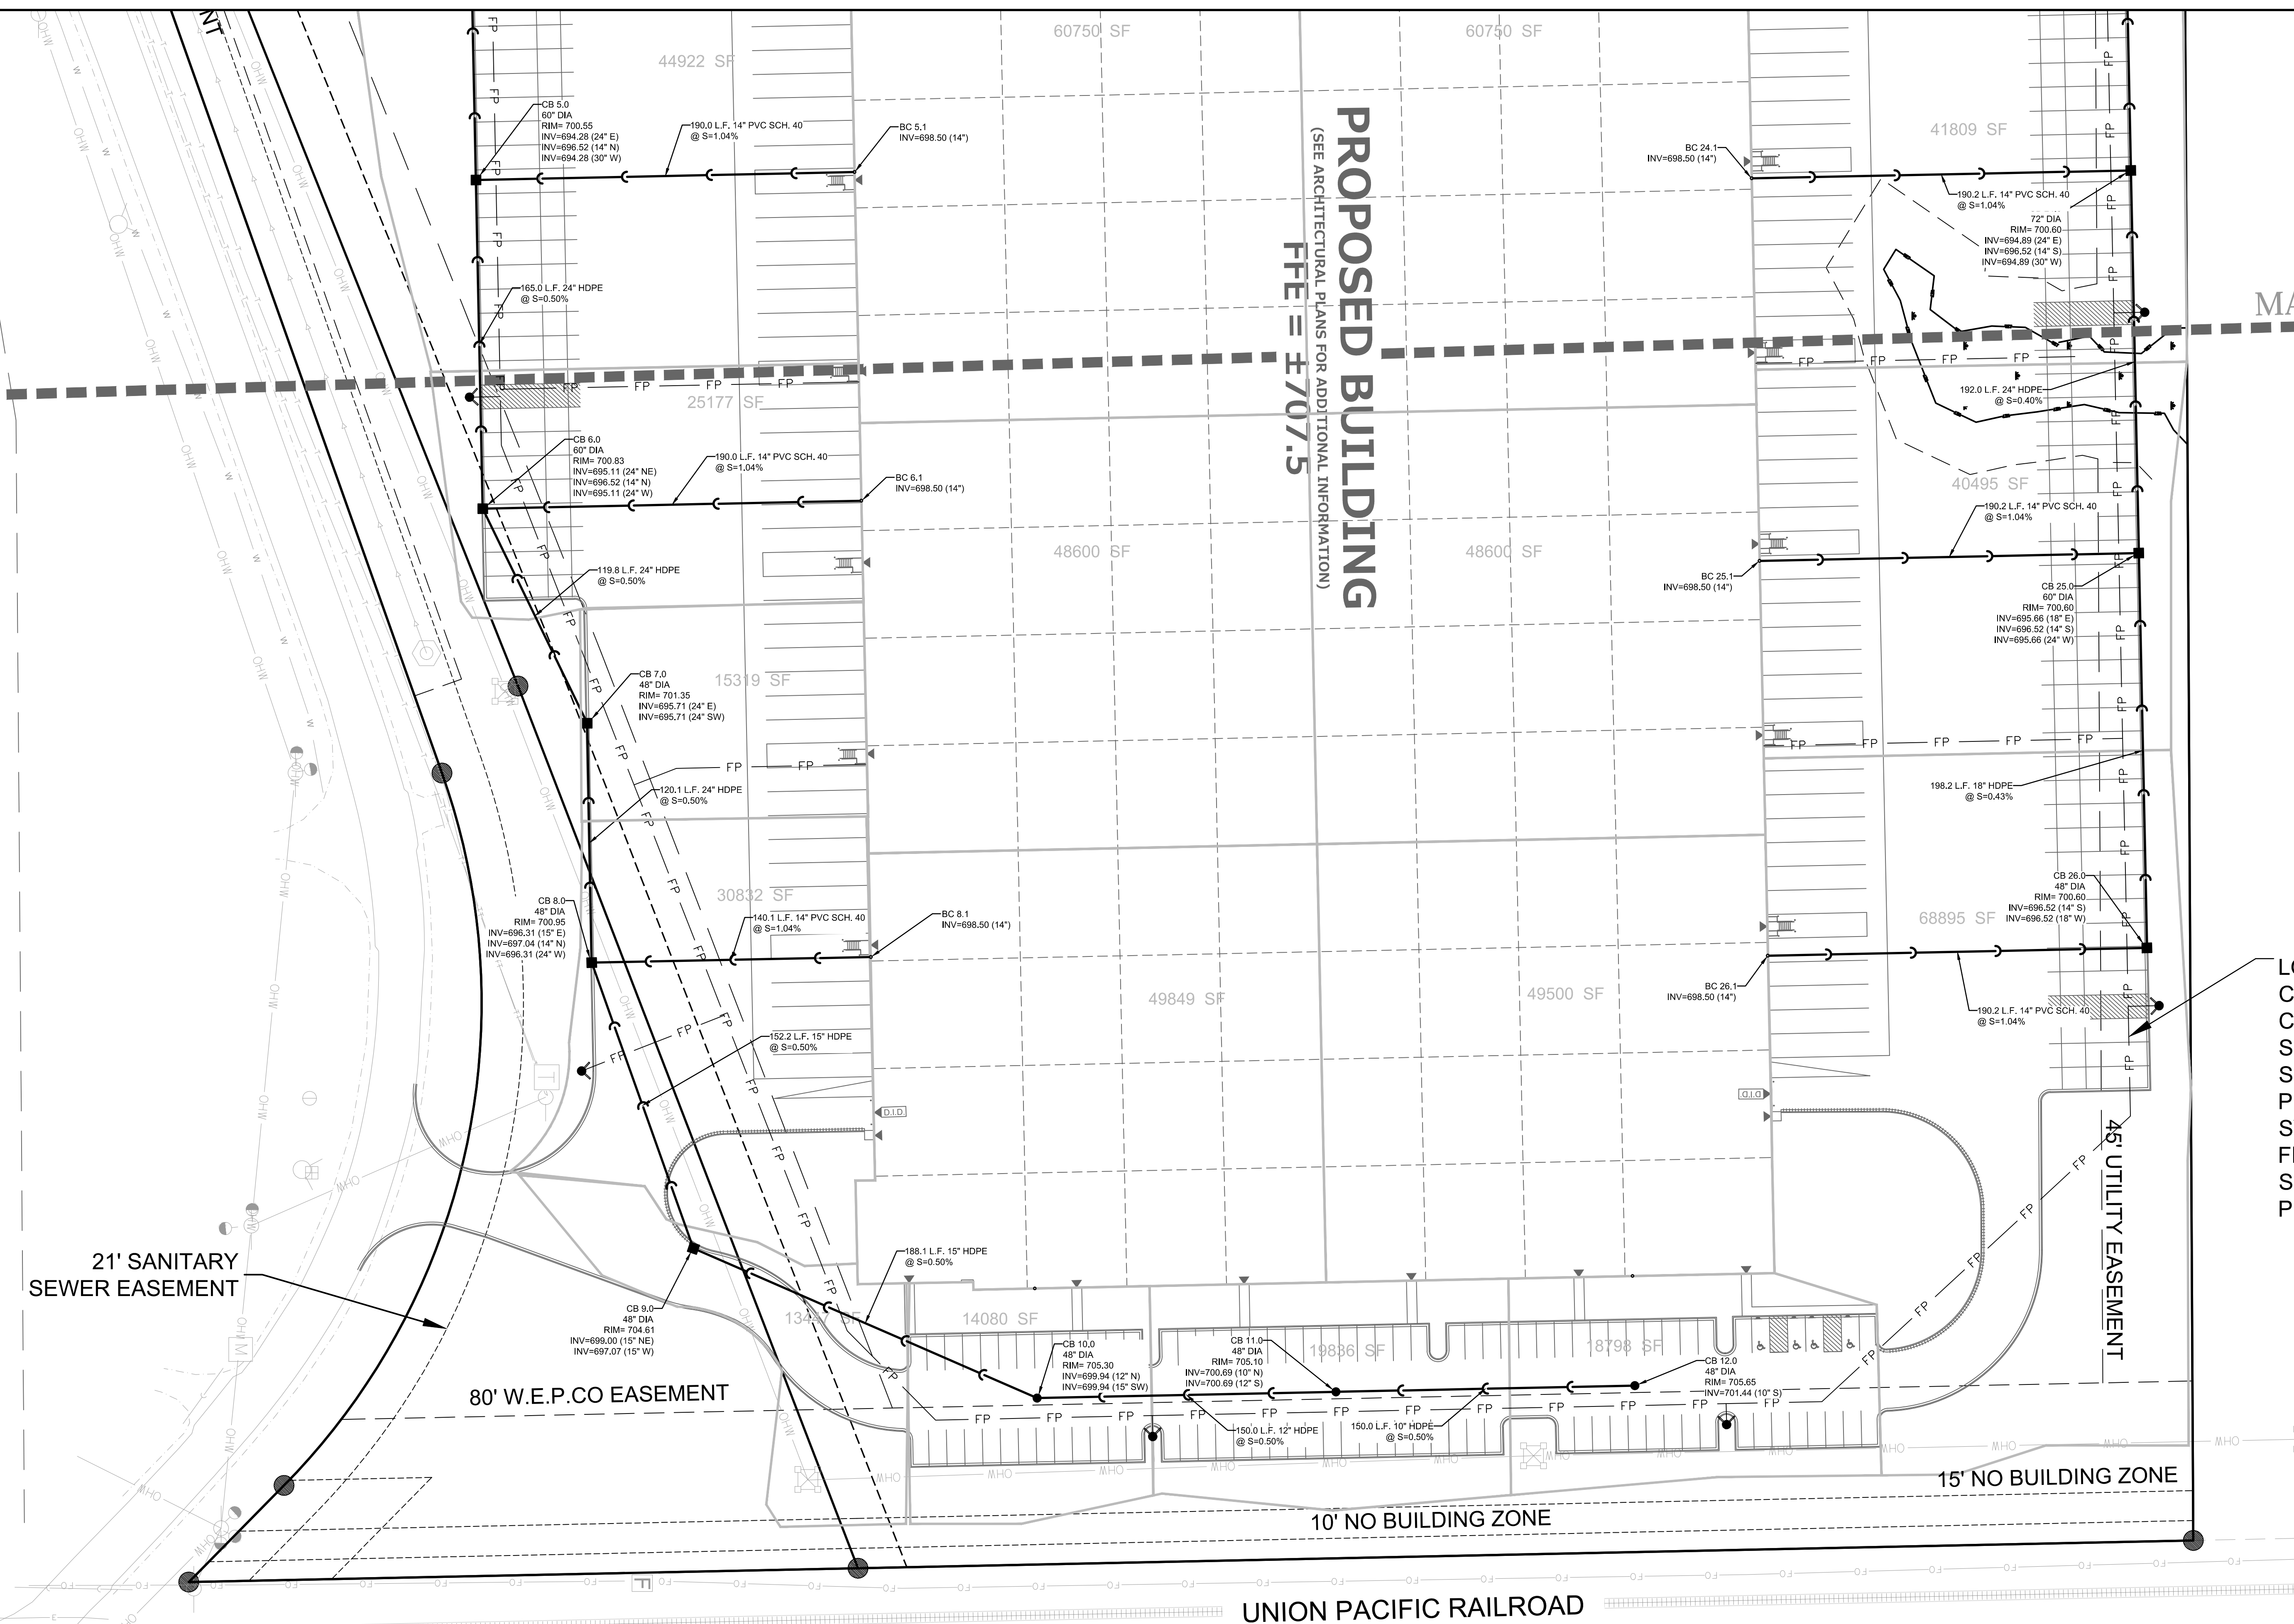 60750 SF
60750 SF
44922 SF
41809 SF
CB 5.0
60" DIA
RIM= 700.55
INV=694.28 (24" E)
INV=696.52 (14" N)
INV=694.28 (30" W)
190.0 L.F. 14" PVC SCH. 40
@ S=1.04%
BC 5.1
INV=698.50 (14")
PROPOSED BUILDING
(SEE ARCHITECTURAL PLANS FOR ADDITIONAL INFORMATION)
FFE = ±707.5
BC 24.1
INV=698.50 (14")
190.2 L.F. 14" PVC SCH. 40
@ S=1.04%
72" DIA
RIM= 700.60
INV=694.89 (24" E)
INV=696.52 (14" S)
INV=694.89 (30" W)
165.0 L.F. 24" HDPE
@ S=0.50%
MA
25177 SF
192.0 L.F. 24" HDPE
@ S=0.40%
CB 6.0
60" DIA
RIM= 700.83
INV=695.11 (24" NE)
INV=696.52 (14" N)
INV=695.11 (24" W)
190.0 L.F. 14" PVC SCH. 40
@ S=1.04%
BC 6.1
INV=698.50 (14")
40495 SF
190.2 L.F. 14" PVC SCH. 40
@ S=1.04%
48600 SF
48600 SF
119.8 L.F. 24" HDPE
@ S=0.50%
BC 25.1
INV=698.50 (14")
CB 25.0
60" DIA
RIM= 700.60
INV=695.66 (18" E)
INV=696.52 (14" S)
INV=695.66 (24" W)
CB 7.0
48" DIA
RIM= 701.35
INV=695.71 (24" E)
INV=695.71 (24" SW)
15319 SF
120.1 L.F. 24" HDPE
@ S=0.50%
198.2 L.F. 18" HDPE
@ S=0.43%
CB 8.0
48" DIA
RIM= 700.95
INV=696.31 (15" E)
INV=697.04 (14" N)
INV=696.31 (24" W)
30832 SF
140.1 L.F. 14" PVC SCH. 40
@ S=1.04%
BC 8.1
INV=698.50 (14")
CB 26.0
48" DIA
RIM= 700.60
INV=696.52 (14" S)
INV=696.52 (18" W)
68895 SF
49849 SF
49500 SF
BC 26.1
INV=698.50 (14")
190.2 L.F. 14" PVC SCH. 40
@ S=1.04%
152.2 L.F. 15" HDPE
@ S=0.50%
D.I.D.
D.I.D.
45' UTILITY EASEMENT
21' SANITARY
SEWER EASEMENT
188.1 L.F. 15" HDPE
@ S=0.50%
CB 9.0
48" DIA
RIM= 704.61
INV=699.00 (15" NE)
INV=697.07 (15" W)
13447 SF
14080 SF
19836 SF
18798 SF
CB 10.0
48" DIA
RIM= 705.30
INV=699.94 (12" N)
INV=699.94 (15" SW)
CB 11.0
48" DIA
RIM= 705.10
INV=700.69 (10" N)
INV=700.69 (12" S)
CB 12.0
48" DIA
RIM= 705.65
INV=701.44 (10" S)
150.0 L.F. 12" HDPE
@ S=0.50%
150.0 L.F. 10" HDPE
@ S=0.50%
80' W.E.P.CO EASEMENT
15' NO BUILDING ZONE
10' NO BUILDING ZONE
UNION PACIFIC RAILROAD